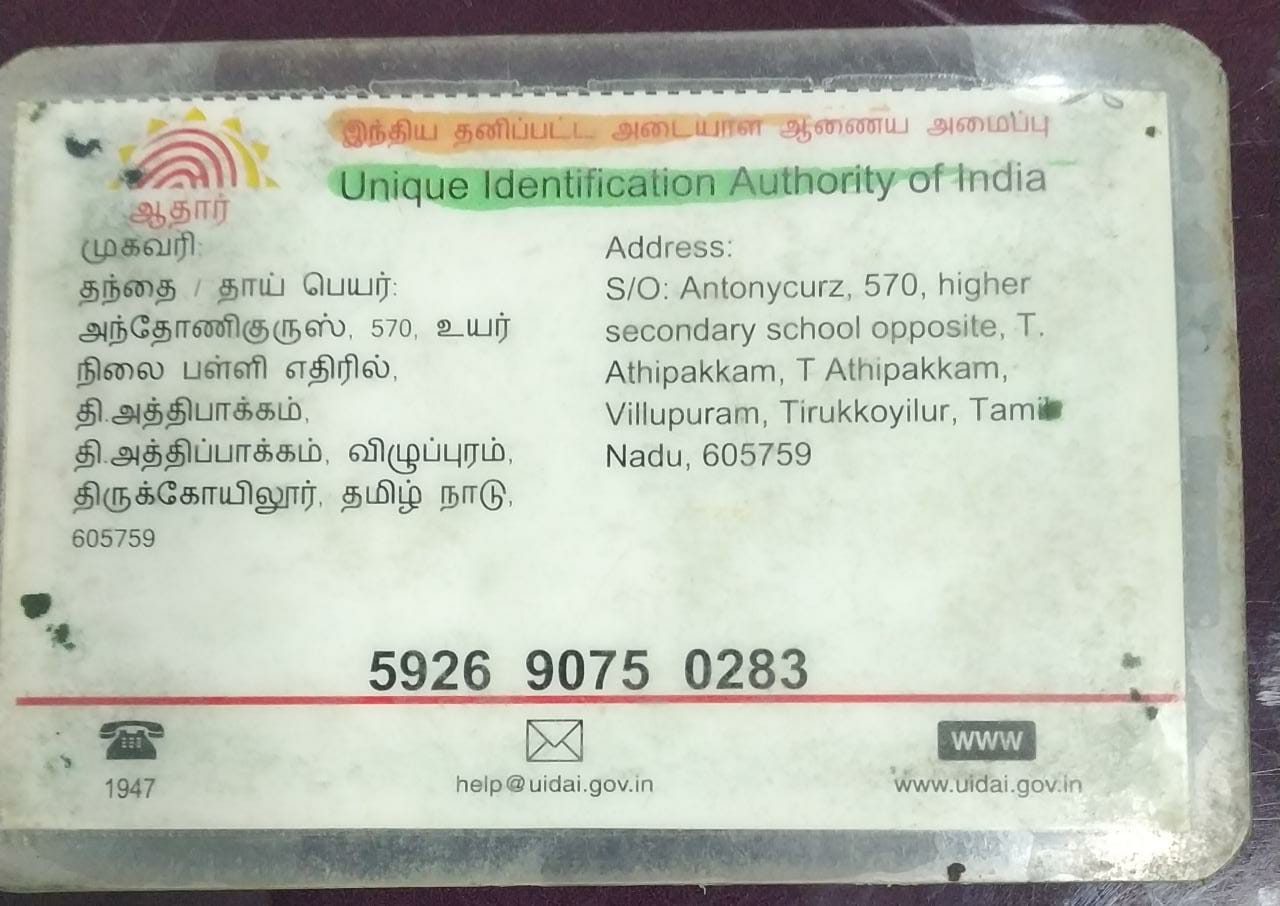 இந்திய தனிப்பட்ட அடையாள ஆணைய அமைப்பு
Unique Identification Authority of India
ஆதார்
முகவரி:
தந்தை / தாய் பெயர்:
அந்தோணிகுருஸ், 570, உயர்
நிலை பள்ளி எதிரில்,
தி.அத்திபாக்கம்,
தி.அத்திப்பாக்கம், விழுப்புரம்,
திருக்கோயிலூர், தமிழ் நாடு,
605759
Address:
S/O: Antonycurz, 570, higher
secondary school opposite, T.
Athipakkam, T Athipakkam,
Villupuram, Tirukkoyilur, Tamil
Nadu, 605759
5926 9075 0283
1947
help@uidai.gov.in
www
www.uidai.gov.in